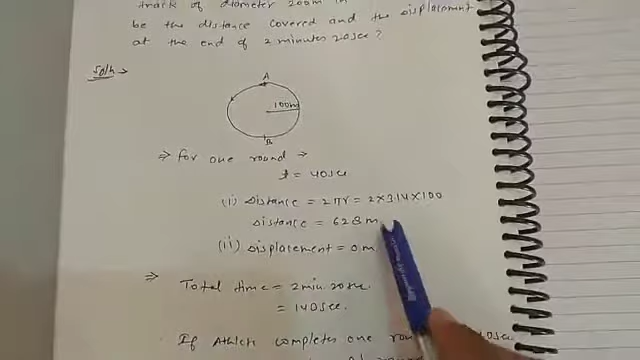 track of diameter 200m in
be the distance covered and the displacement
at the end of 2 minutes 20sec?
Soln →
A
100m
B
⇒ for one round →
t = 40sec
(i) Distance = 2πr = 2×3.14×100
Distance = 628 m
(ii) Displacement = 0 m
⇒
Total time = 2min. 20sec.
= 140sec.
If Athlete completes one roun 40sec